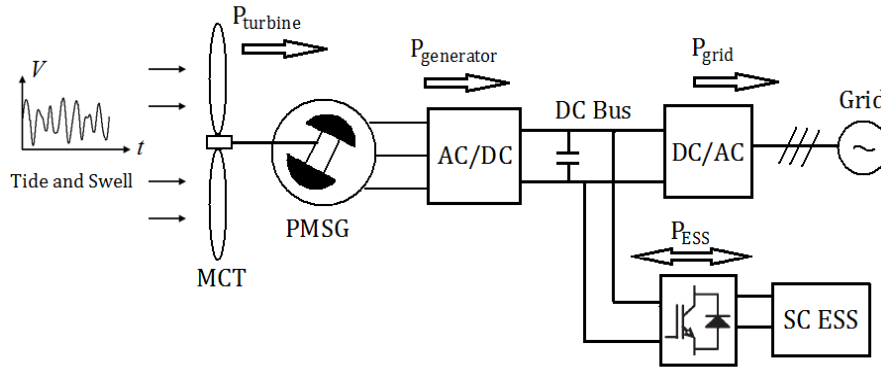 P_turbine
P_generator
P_grid
V
t
Tide and Swell
MCT
PMSG
AC/DC
DC Bus
DC/AC
Grid
P_ESS
SC ESS